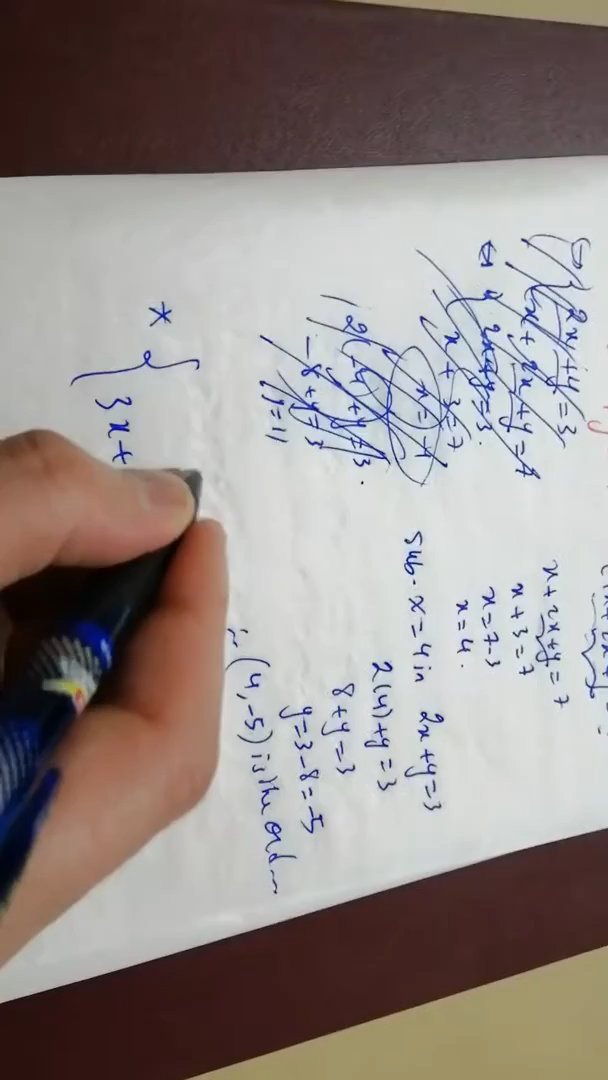 2x + y = 3
x + 2x + y = 7
2x + y = 3.
x + 3 = 7
x = -4
2(-4) + y = 3.
-8 + y = 3
y = 11
x + 2x + y = 7
x + 3 = 7
x = 7 - 3
x = 4.
Sub. x = 4 in 2x + y = 3
2(4) + y = 3
8 + y = 3
y = 3 - 8 = -5
∴ (4, -5) is the ord...
* { 3x +